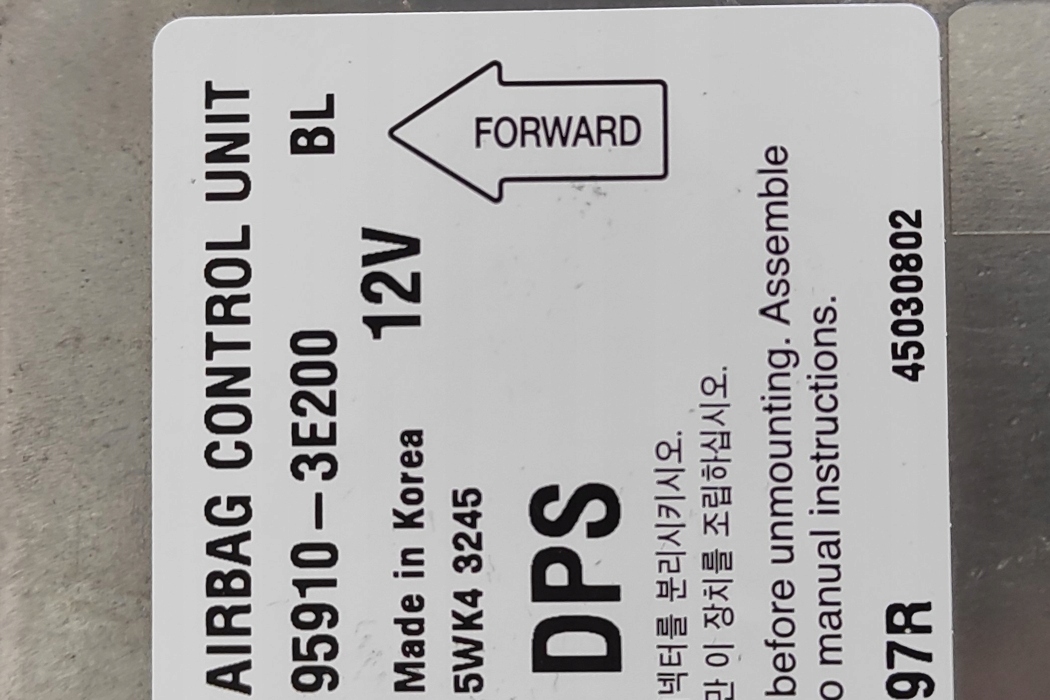 AIRBAG CONTROL UNIT
95910-3E200 BL
12V
Made in Korea
5WK4 3245
FORWARD
DPS
넥터를 분리시키시오.
만 이 장치를 조립하십시오.
before unmounting. Assemble
o manual instructions.
97R 45030802